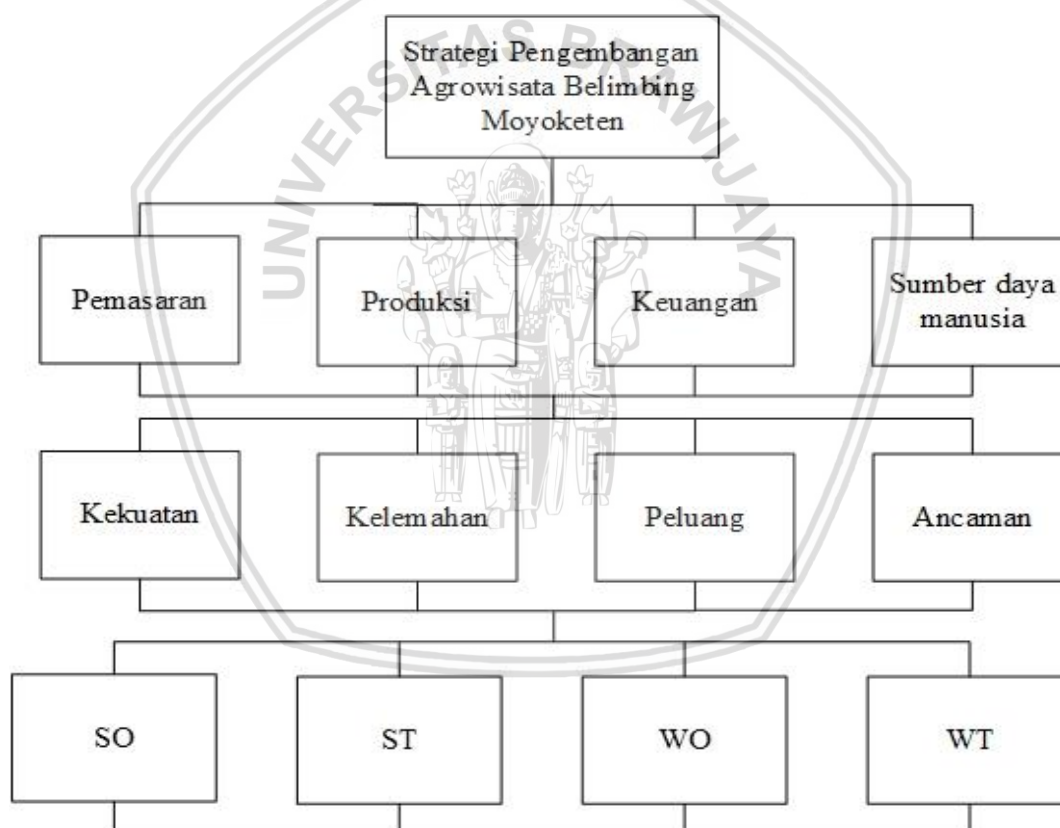 UNIVERSITAS BRAWIJAYA
Strategi Pengembangan
Agrowisata Belimbing
Moyoketen
Pemasaran
Produksi
Keuangan
Sumber daya
manusia
Kekuatan
Kelemahan
Peluang
Ancaman
SO
ST
WO
WT